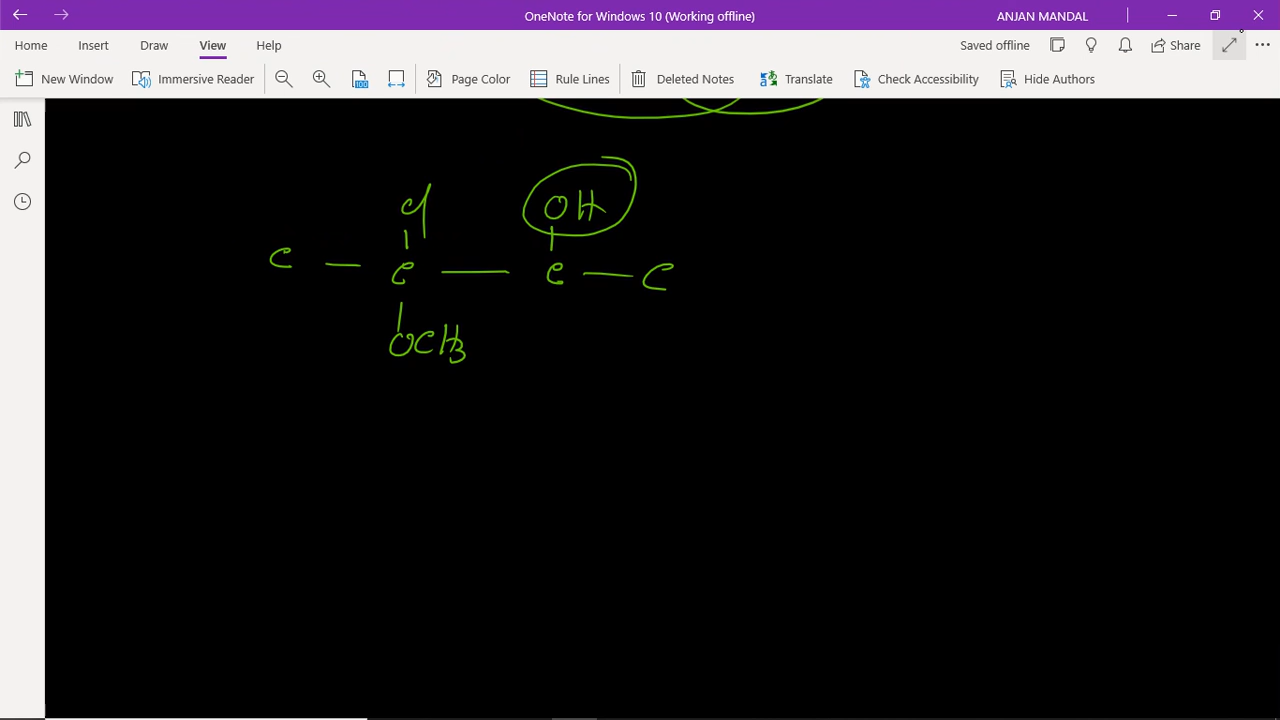 OneNote for Windows 10 (Working offline)
ANJAN MANDAL
Home Insert Draw View Help
Saved offline Share
New Window Immersive Reader Page Color Rule Lines Deleted Notes Translate Check Accessibility Hide Authors
Cl OH
C — C — C — C
OCH3